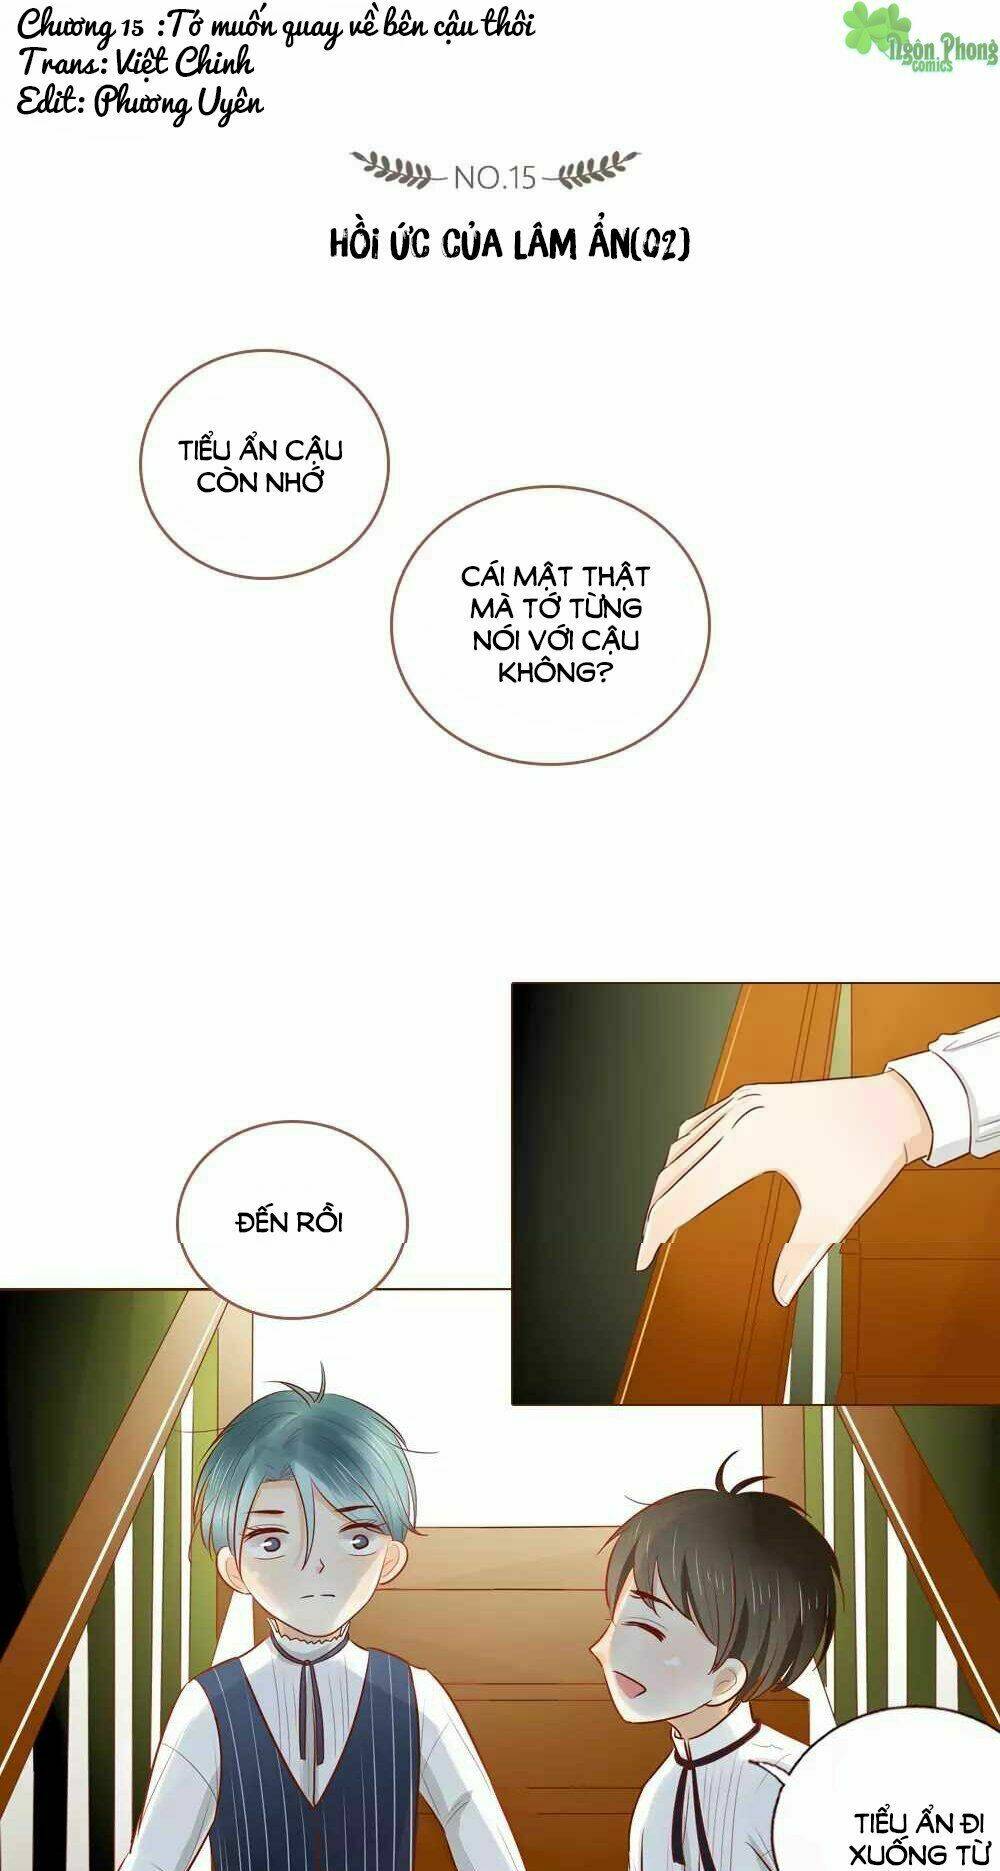 Chương 15 :Tớ muốn quay về bên cậu thôi
Trans: Việt Chinh
Edit: Phương Uyên
Ngôn Phong
comics
NO.15
HỒI ỨC CỦA LÂM ẨN(02)
TIỂU ẨN CẬU
CÒN NHỚ
CÁI MẬT THẬT
MÀ TỚ TỪNG
NÓI VỚI CẬU
KHÔNG?
ĐẾN RỒI
TIỂU ẨN ĐI
XUỐNG TỪ